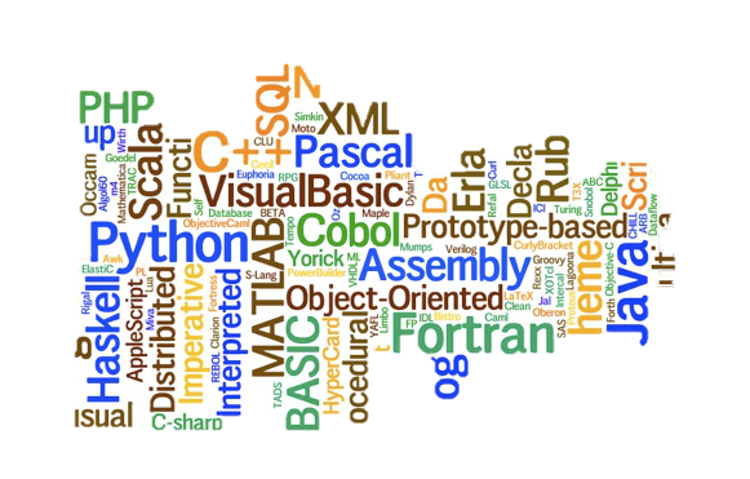 PHP
up
Wirth
Goedel
Occam
Algol60
m4
Mathematica
TRAC
Scala
Functi
C++
CLU
Cecil
SQL
N
Simkin
Moto
XML
Pascal
Euphoria
RPG
Cocoa
Pliant
T
Dylan
VisualBasic
Self
Database
BETA
ObjectiveCaml
Python
Awk
ElastiC
PL
S-Lang
MATLAB
Tempo
Cobol
Oz
Maple
Prototype-based
Da
Erla
Curl
GLSL
Refal
Decla
ICI
Rub
Turing
T3X
Snobol
ABC
Delphi
Scri
CHILL
ARB
Dataflow
a
lti
Yorick
ML
VHDL
PowerBuilder
Mumps
Verilog
CurlyBracket
Assembly
Groovy
Rexx
XOTcl
Lagoona
Intercal
heme
Forth
Objective-C
Java
Rigal
Haskell
g
AppleScript
Miva
Lua
Distributed
Imperative
Fortress
REBOL
Clarion
Interpreted
Object-Oriented
LaTeX
Clean
Jal
Oberon
SAS
BASIC
TADS
HyperCard
ocedural
YAFL
Limbo
t
FP
IDL
Bistro
Caml
Fortran
og
isual
C-sharp